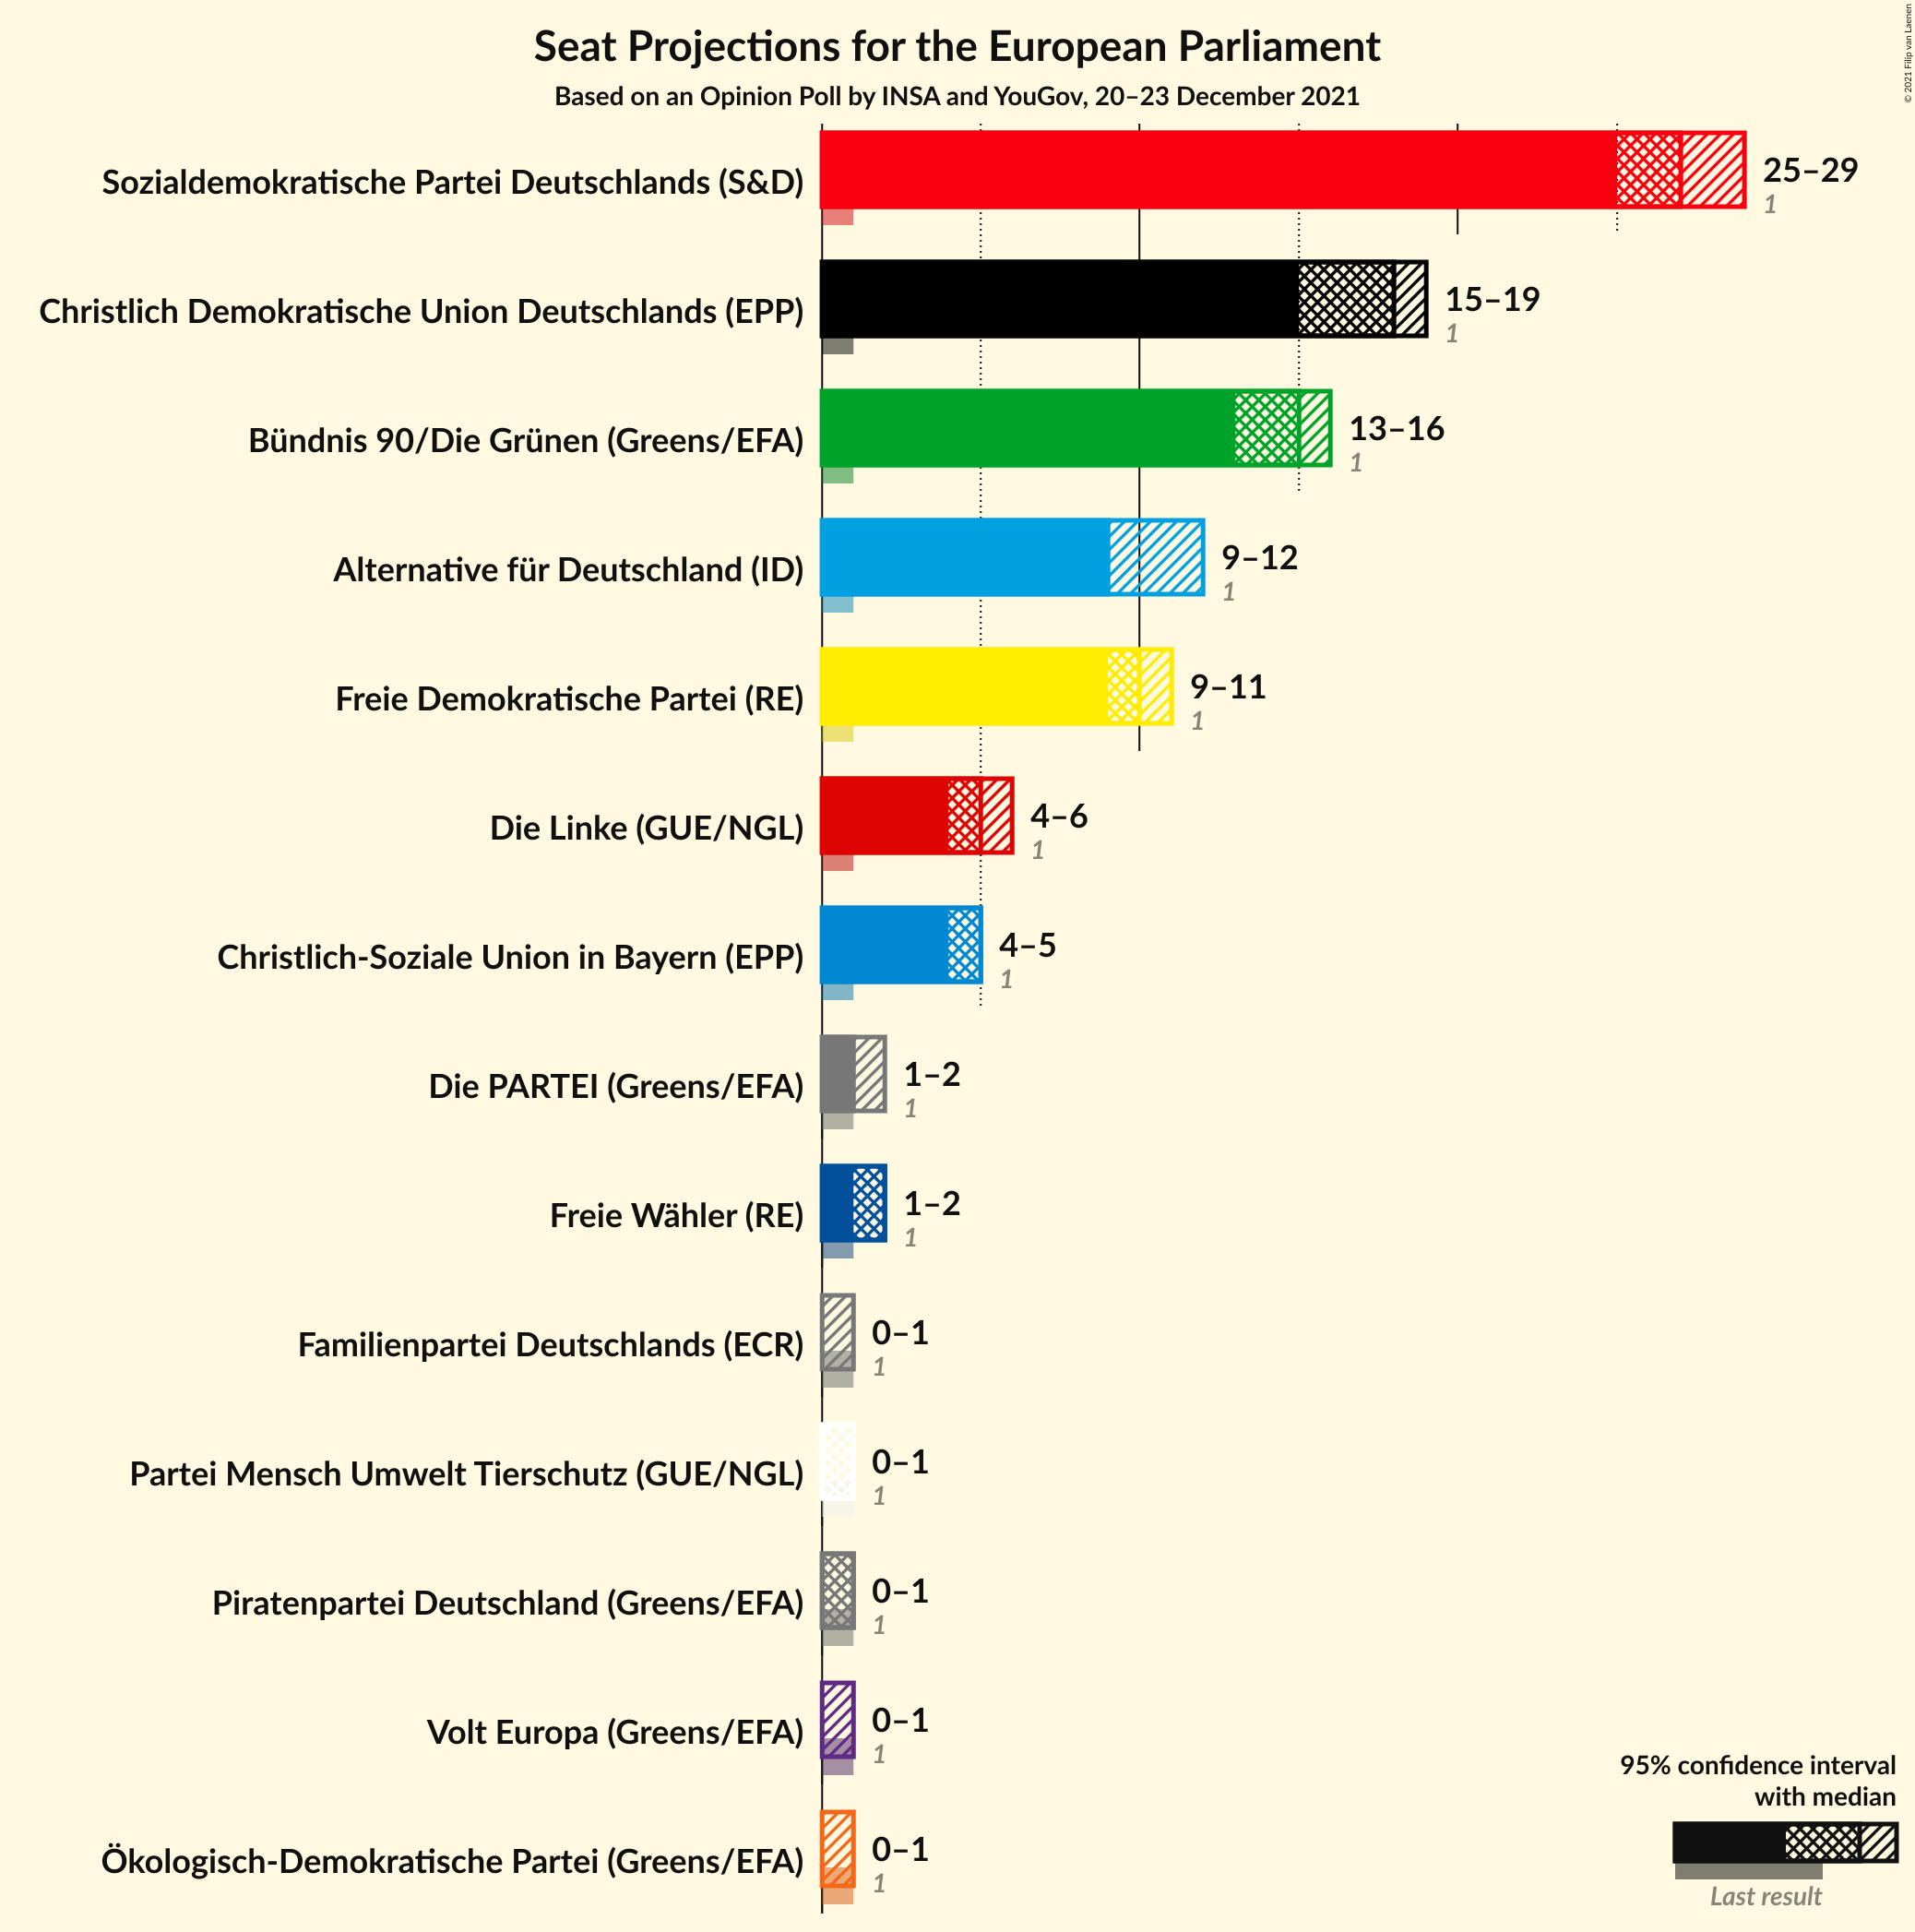 Seat Projections for the European Parliament
Based on an Opinion Poll by INSA and YouGov, 20–23 December 2021
© 2021 Filip van Laenen
Sozialdemokratische Partei Deutschlands (S&D)
25–29
1
Christlich Demokratische Union Deutschlands (EPP)
15–19
1
Bündnis 90/Die Grünen (Greens/EFA)
13–16
1
Alternative für Deutschland (ID)
9–12
1
Freie Demokratische Partei (RE)
9–11
1
Die Linke (GUE/NGL)
4–6
1
Christlich-Soziale Union in Bayern (EPP)
4–5
1
Die PARTEI (Greens/EFA)
1–2
1
Freie Wähler (RE)
1–2
1
Familienpartei Deutschlands (ECR)
0–1
1
Partei Mensch Umwelt Tierschutz (GUE/NGL)
0–1
1
Piratenpartei Deutschland (Greens/EFA)
0–1
1
Volt Europa (Greens/EFA)
0–1
1
Ökologisch-Demokratische Partei (Greens/EFA)
0–1
1
95% confidence interval
with median
Last result